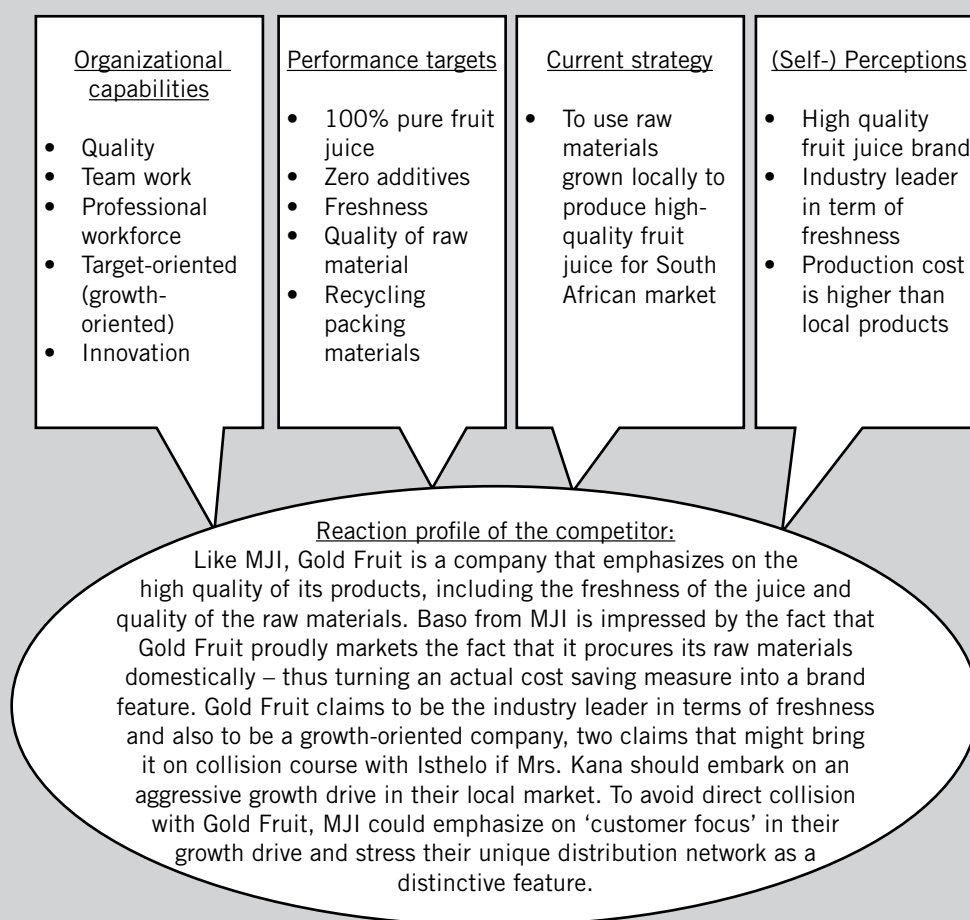 Organizational
capabilities
• Quality
• Team work
• Professional
workforce
• Target-oriented
(growth-
oriented)
• Innovation
Performance targets
• 100% pure fruit
juice
• Zero additives
• Freshness
• Quality of raw
material
• Recycling
packing
materials
Current strategy
• To use raw
materials
grown locally to
produce high-
quality fruit
juice for South
African market
(Self-) Perceptions
• High quality
fruit juice brand
• Industry leader
in term of
freshness
• Production cost
is higher than
local products
Reaction profile of the competitor:
Like MJI, Gold Fruit is a company that emphasizes on the
high quality of its products, including the freshness of the juice and
quality of the raw materials. Baso from MJI is impressed by the fact that
Gold Fruit proudly markets the fact that it procures its raw materials
domestically – thus turning an actual cost saving measure into a brand
feature. Gold Fruit claims to be the industry leader in terms of freshness
and also to be a growth-oriented company, two claims that might bring
it on collision course with Isthelo if Mrs. Kana should embark on an
aggressive growth drive in their local market. To avoid direct collision
with Gold Fruit, MJI could emphasize on ‘customer focus’ in their
growth drive and stress their unique distribution network as a
distinctive feature.